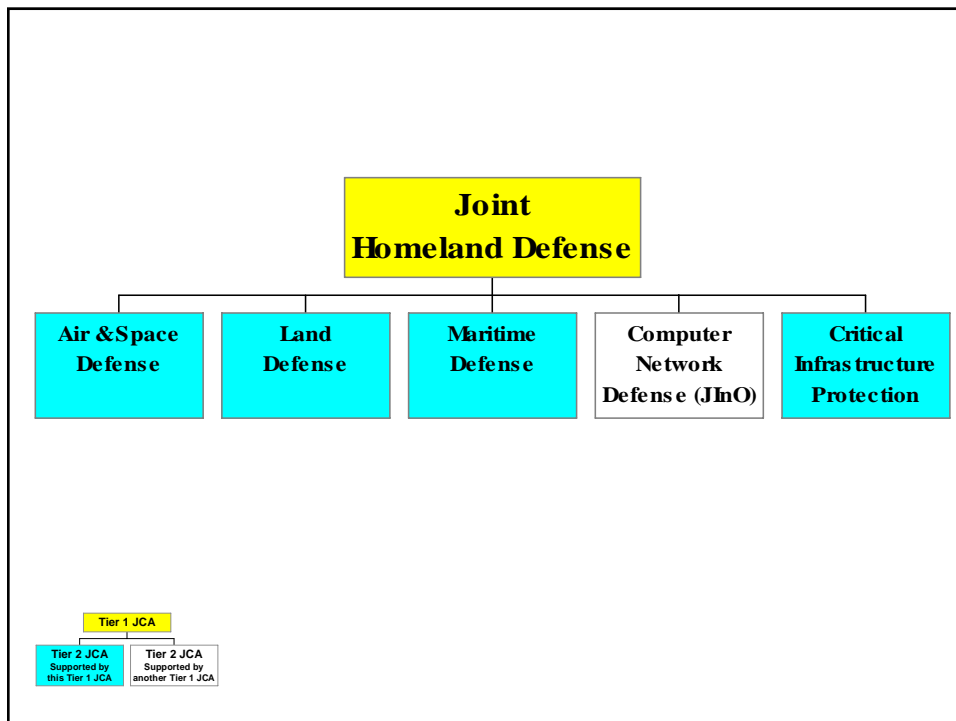 Joint
Homeland Defense
Air & Space
Defense
Land
Defense
Maritime
Defense
Computer
Network
Defense (JInO)
Critical
Infrastructure
Protection
Tier 1 JCA
Tier 2 JCA
Supported by
this Tier 1 JCA
Tier 2 JCA
Supported by
another Tier 1 JCA